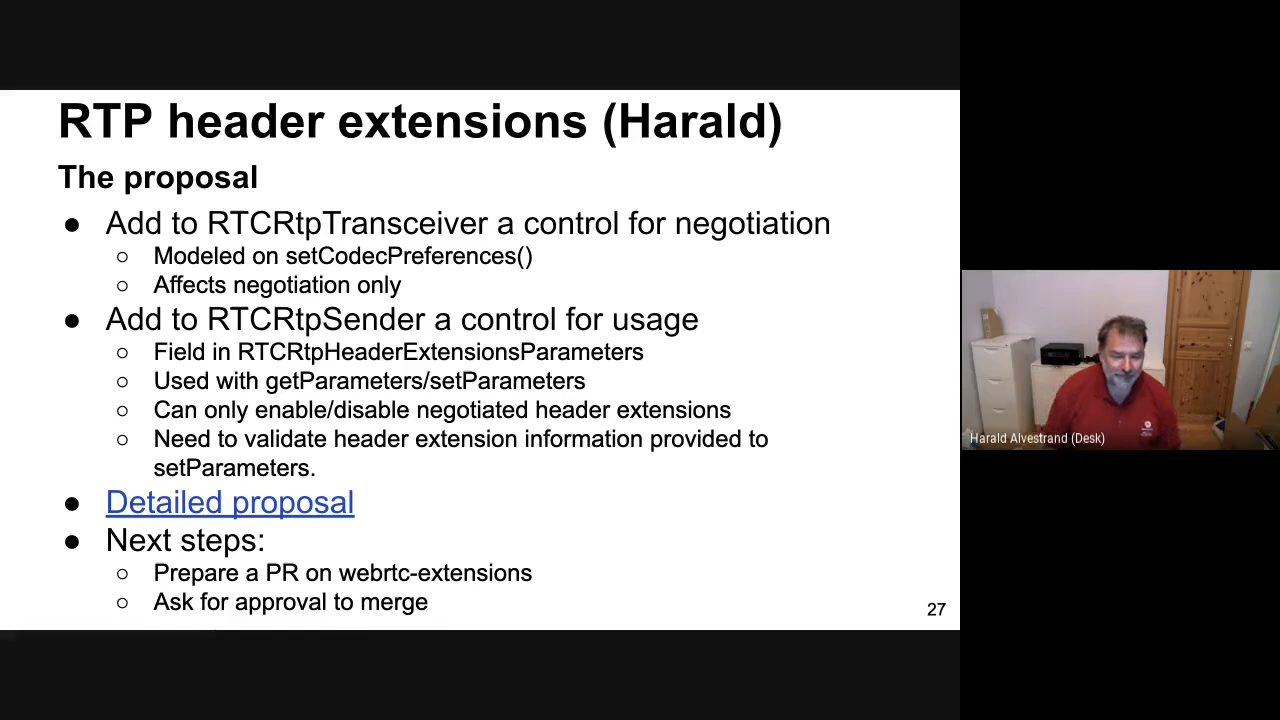 RTP header extensions (Harald)
The proposal
● Add to RTCRtpTransceiver a control for negotiation
○ Modeled on setCodecPreferences()
○ Affects negotiation only
● Add to RTCRtpSender a control for usage
○ Field in RTCRtpHeaderExtensionsParameters
○ Used with getParameters/setParameters
○ Can only enable/disable negotiated header extensions
○ Need to validate header extension information provided to
setParameters.
● Detailed proposal
● Next steps:
○ Prepare a PR on webrtc-extensions
○ Ask for approval to merge
27
Harald Alvestrand (Desk)